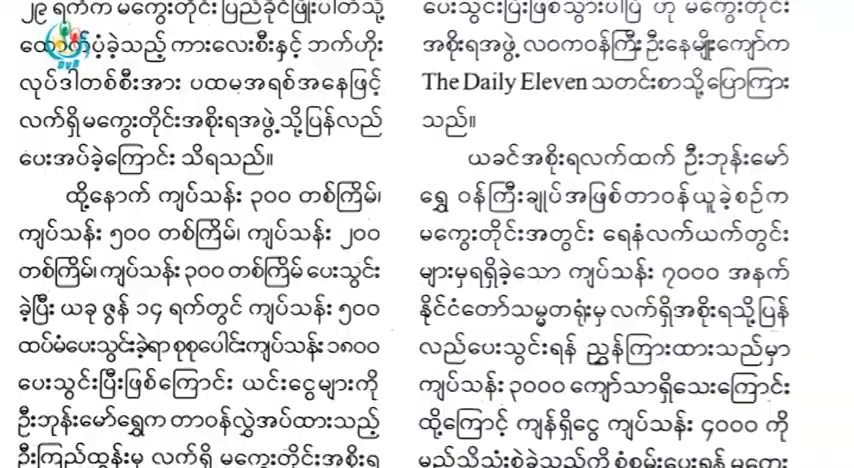 ၂၉ ရက်က မကွေးတိုင်း ပြည်ခိုင်ဖြိုးပါတီသို့
ထောက်ပံ့ခဲ့သည့် ကားလေးစီးနှင့် ဘက်ဟိုး
လုပ်ဒါတစ်စီးအား ပထမအရစ်အနေဖြင့်
လက်ရှိမကွေးတိုင်းအစိုးရအဖွဲ့သို့ပြန်လည်
ပေးအပ်ခဲ့ကြောင်း သိရသည်။
ထို့နောက် ကျပ်သန်း ၃၀၀ တစ်ကြိမ်၊
ကျပ်သန်း ၅၀၀ တစ်ကြိမ်၊ ကျပ်သန်း ၂၀၀
တစ်ကြိမ်၊ကျပ်သန်း ၃၀၀ တစ်ကြိမ် ပေးသွင်း
ခဲ့ပြီး ယခု ဇွန် ၁၄ ရက်တွင် ကျပ်သန်း ၅၀၀
ထပ်မံပေးသွင်းခဲ့ရာ စုစုပေါင်းကျပ်သန်း ၁၈၀၀
ပေးသွင်းပြီးဖြစ်ကြောင်း ယင်းငွေများကို
ဦးဘုန်းမော်ရွှေက တာဝန်လွှဲအပ်ထားသည့်
ဦးကြည်ထွန်းမှ လက်ရှိ မကွေးတိုင်းအစိုးရ
ပေးသွင်းပြီးဖြစ်သွားပါပြီ ဟု မကွေးတိုင်း
အစိုးရအဖွဲ့ လဝကဝန်ကြီး ဦးနေမျိုးကျော်က
The Daily Eleven သတင်းစာသို့ပြောကြား
သည်။
ယခင်အစိုးရလက်ထက် ဦးဘုန်းမော်
ရွှေ ဝန်ကြီးချုပ်အဖြစ်တာဝန်ယူခဲ့စဉ်က
မကွေးတိုင်းအတွင်း ရေနံလက်ယက်တွင်း
များမှရရှိခဲ့သော ကျပ်သန်း ၇၀၀၀ အနက်
နိုင်ငံတော်သမ္မတရုံးမှ လက်ရှိအစိုးရသို့ပြန်
လည်ပေးသွင်းရန် ညွှန်ကြားထားသည်မှာ
ကျပ်သန်း ၃၀၀၀ ကျော်သာရှိသေးကြောင်း
ထို့ကြောင့် ကျန်ရှိငွေ ကျပ်သန်း ၄၀၀၀ ကို
မည်သို့သုံးစွဲခဲ့သည်ကို စုံစမ်းပေးရန် မကွေး
DVB